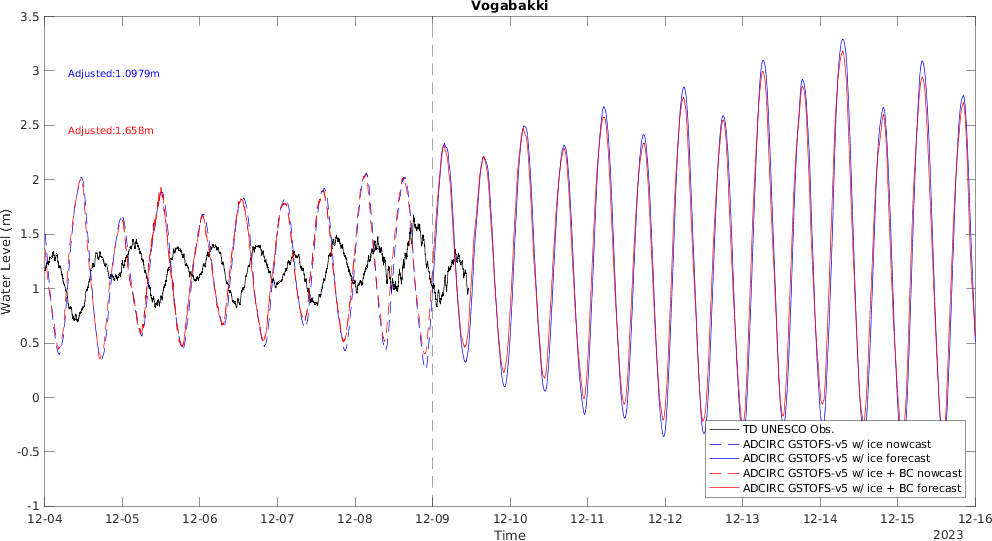 Vogabakki
3.5
3
2.5
2
1.5
1
0.5
0
-0.5
-1
Water Level (m)
Adjusted:1.0979m
Adjusted:1.658m
TD UNESCO Obs.
ADCIRC GSTOFS-v5 w/ ice nowcast
ADCIRC GSTOFS-v5 w/ ice forecast
ADCIRC GSTOFS-v5 w/ ice + BC nowcast
ADCIRC GSTOFS-v5 w/ ice + BC forecast
12-04 12-05 12-06 12-07 12-08 12-09 12-10 12-11 12-12 12-13 12-14 12-15 12-16
Time
2023